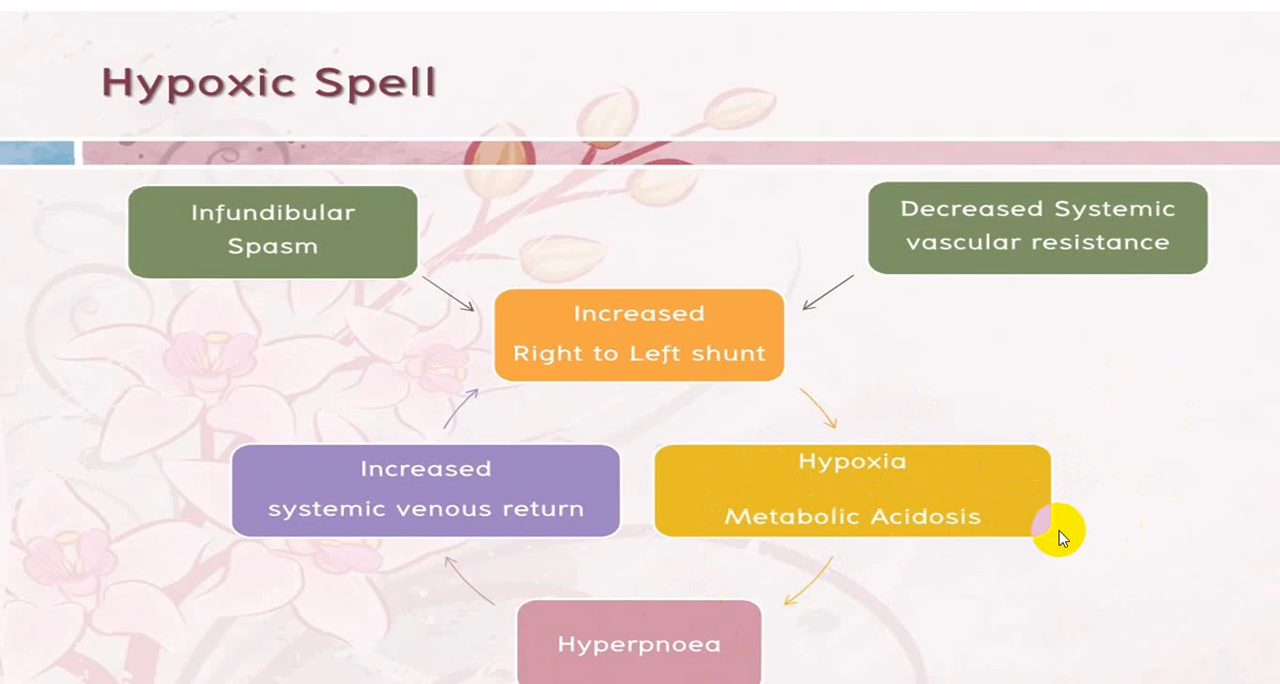 Hypoxic Spell
Infundibular
Spasm
Decreased Systemic
vascular resistance
Increased
Right to Left shunt
Increased
systemic venous return
Hypoxia
Metabolic Acidosis
Hyperpnoea